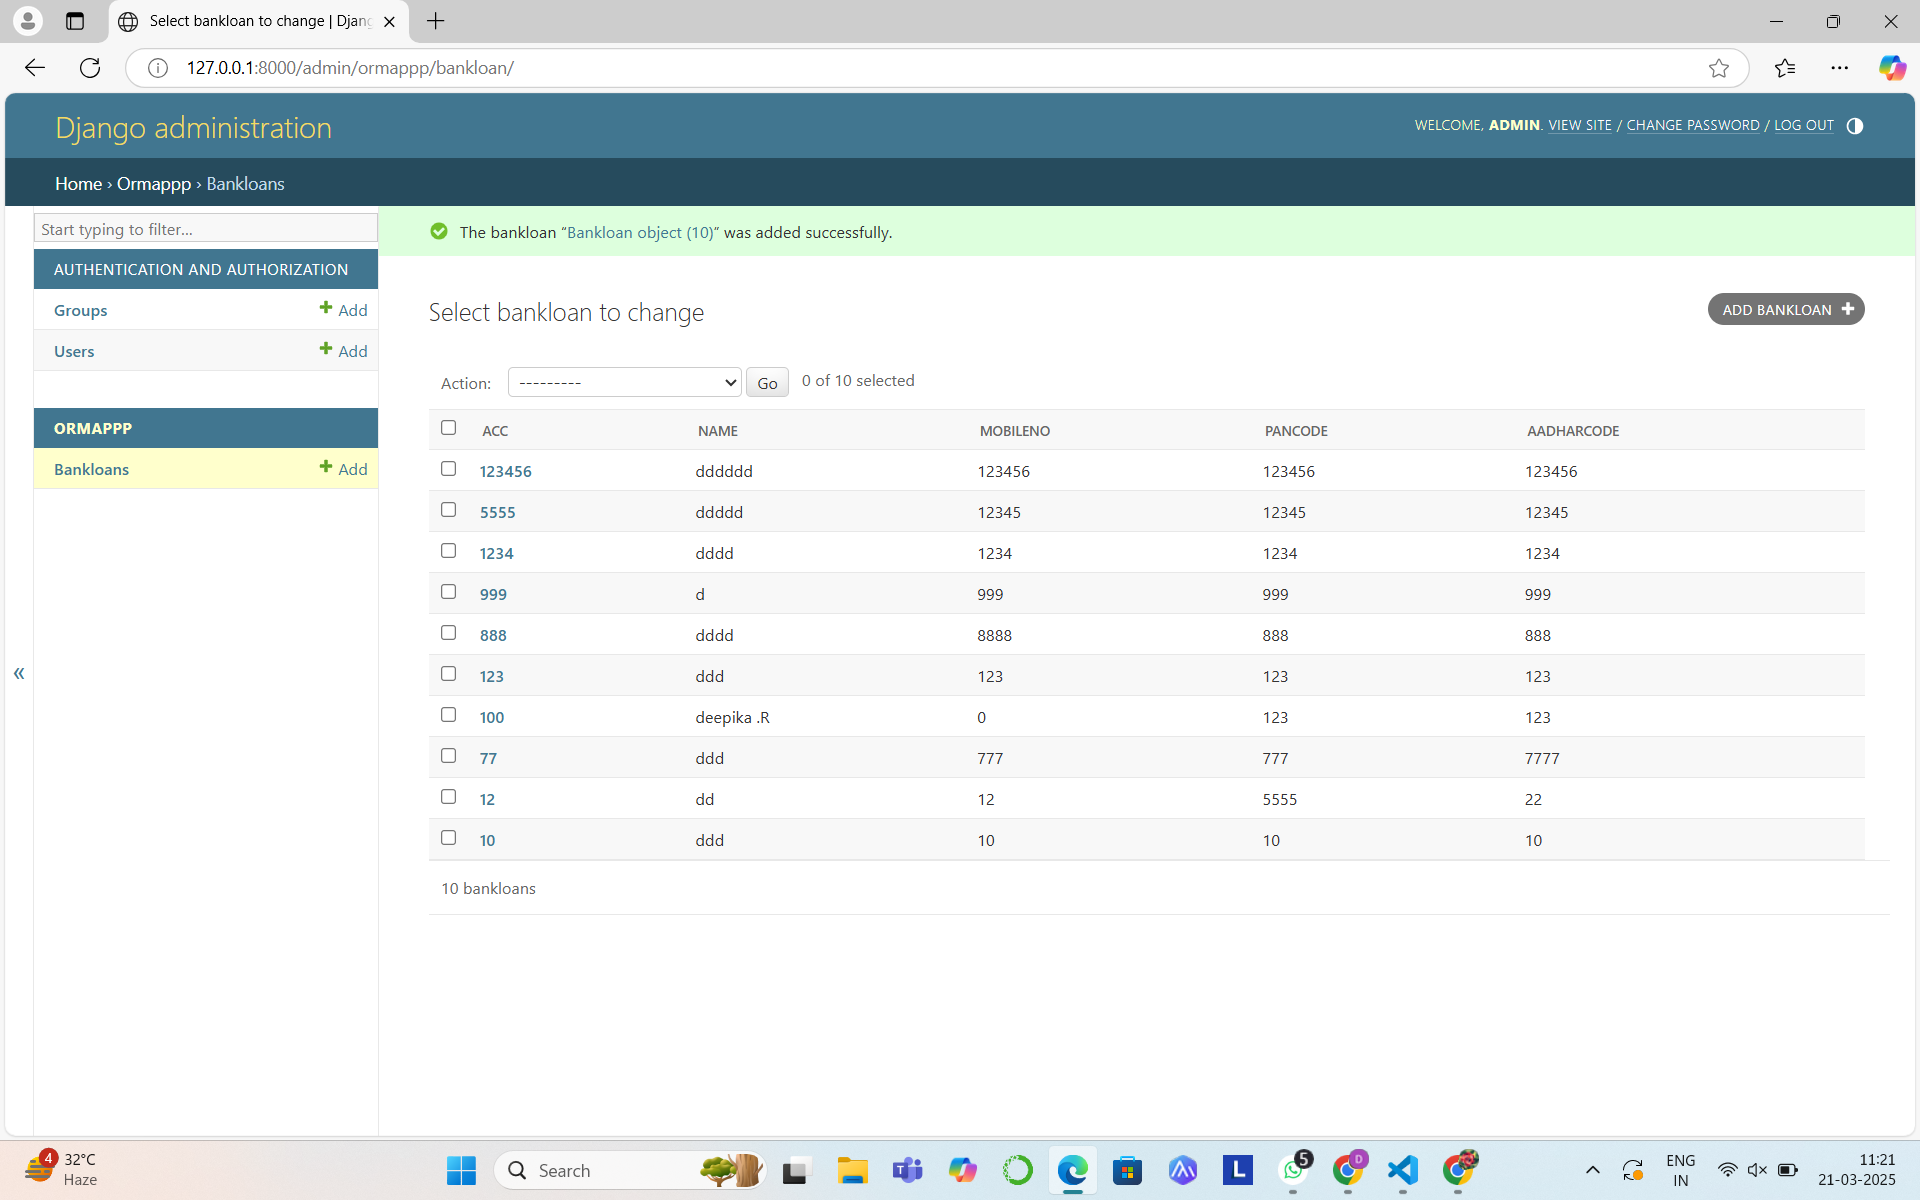 Select bankloan to change | Djang
127.0.0.1:8000/admin/ormappp/bankloan/
Django administration
WELCOME, ADMIN. VIEW SITE / CHANGE PASSWORD / LOG OUT
Home › Ormappp › Bankloans
Start typing to filter...
AUTHENTICATION AND AUTHORIZATION
Groups + Add
Users + Add
ORMAPPP
Bankloans + Add
«
The bankloan “Bankloan object (10)” was added successfully.
Select bankloan to change
ADD BANKLOAN +
Action: --------- Go 0 of 10 selected
ACC NAME MOBILENO PANCODE AADHARCODE
123456 dddddd 123456 123456 123456
5555 ddddd 12345 12345 12345
1234 dddd 1234 1234 1234
999 d 999 999 999
888 dddd 8888 888 888
123 ddd 123 123 123
100 deepika .R 0 123 123
77 ddd 777 777 7777
12 dd 12 5555 22
10 ddd 10 10 10
10 bankloans
4
32°C
Haze
Search
T
L
5
D
ENG
IN
11:21
21-03-2025